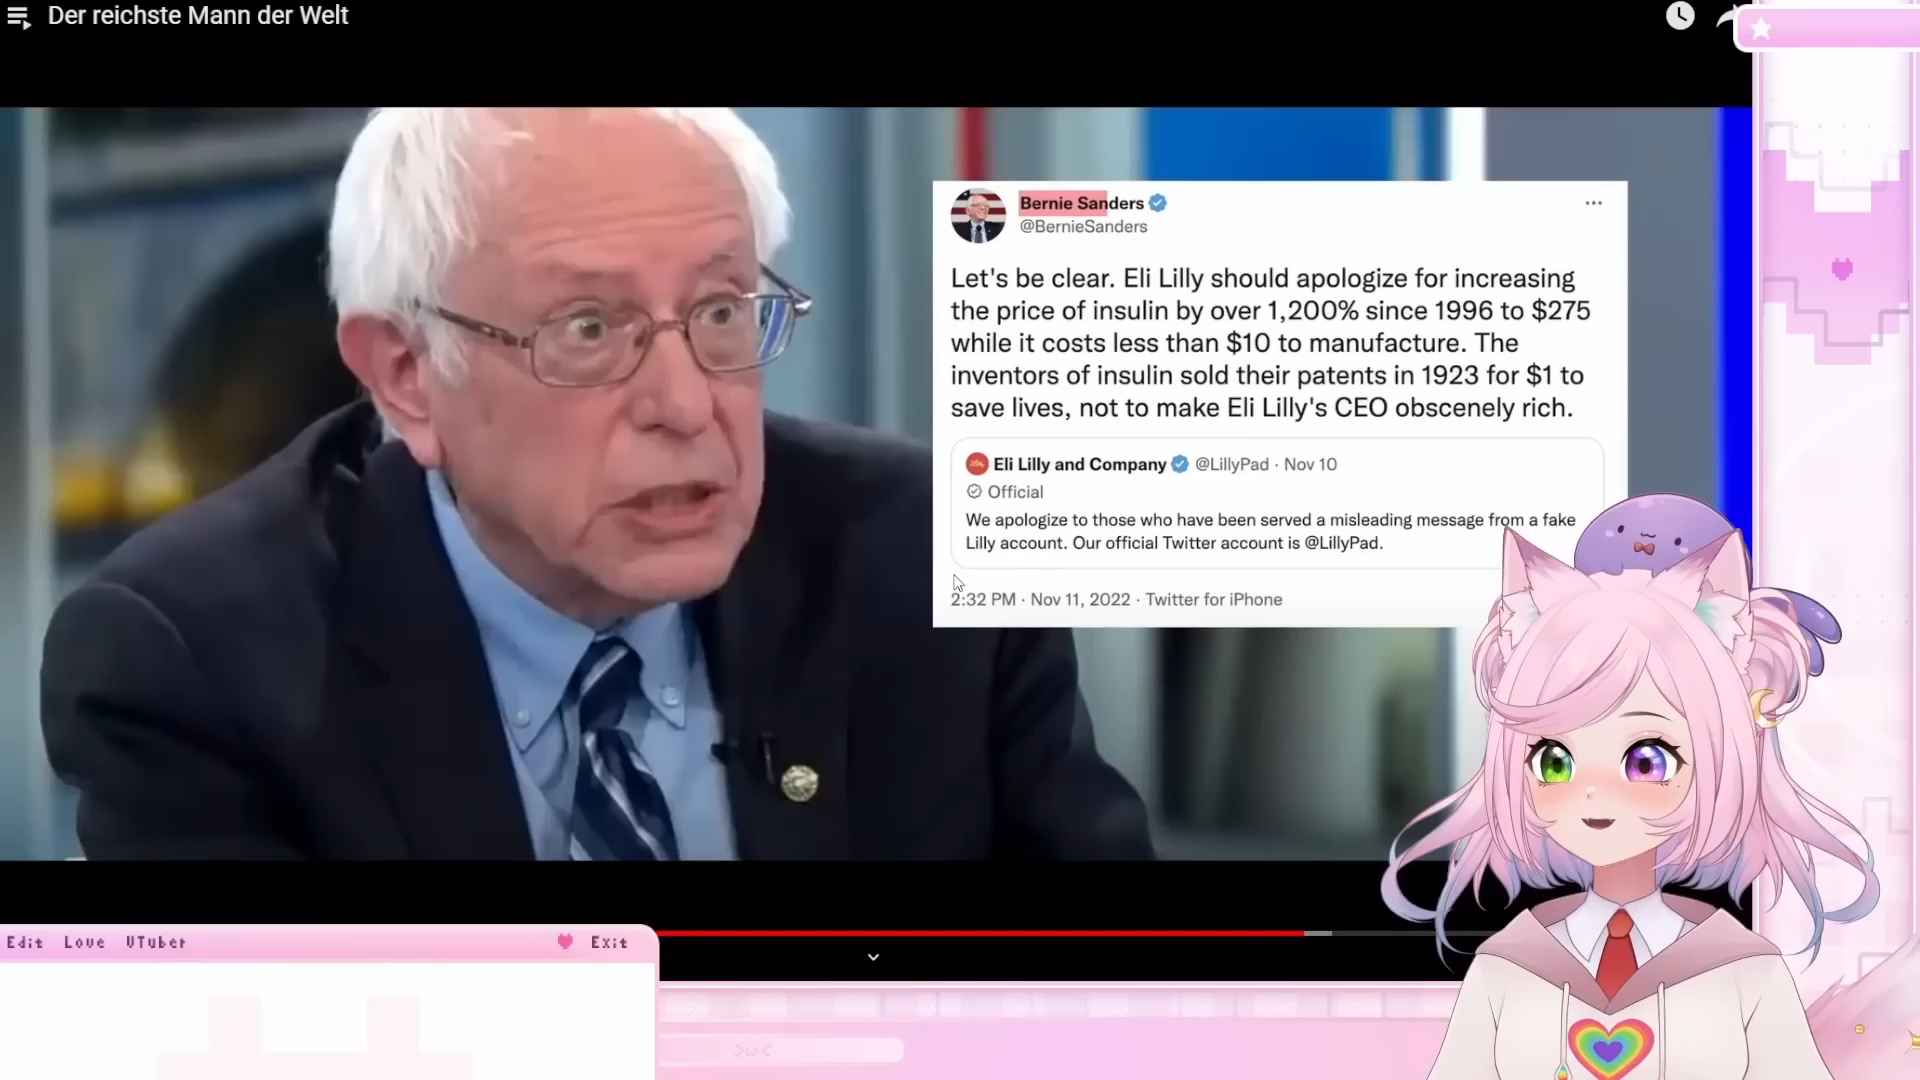 Der reichste Mann der Welt
Bernie Sanders
@BernieSanders
Let's be clear. Eli Lilly should apologize for increasing
the price of insulin by over 1,200% since 1996 to $275
while it costs less than $10 to manufacture. The
inventors of insulin sold their patents in 1923 for $1 to
save lives, not to make Eli Lilly's CEO obscenely rich.
Eli Lilly and Company @LillyPad · Nov 10
Official
We apologize to those who have been served a misleading message from a fake
Lilly account. Our official Twitter account is @LillyPad.
2:32 PM · Nov 11, 2022 · Twitter for iPhone
Edit Love VTuber Exit
>w<